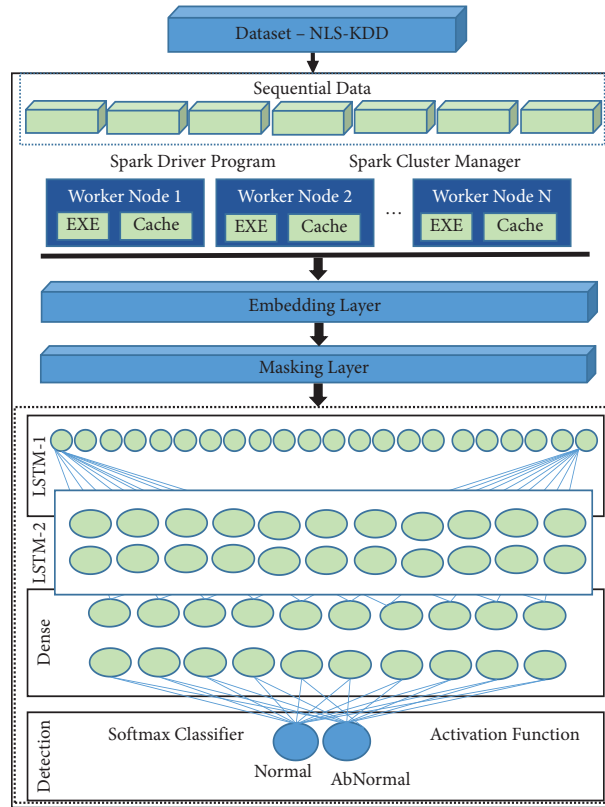 Dataset – NLS-KDD
Sequential Data
Spark Driver Program
Spark Cluster Manager
Worker Node 1
EXE
Cache
Worker Node 2
EXE
Cache
...
Worker Node N
EXE
Cache
Embedding Layer
Masking Layer
LSTM-1
LSTM-2
Dense
Detection
Softmax Classifier
Activation Function
Normal
AbNormal